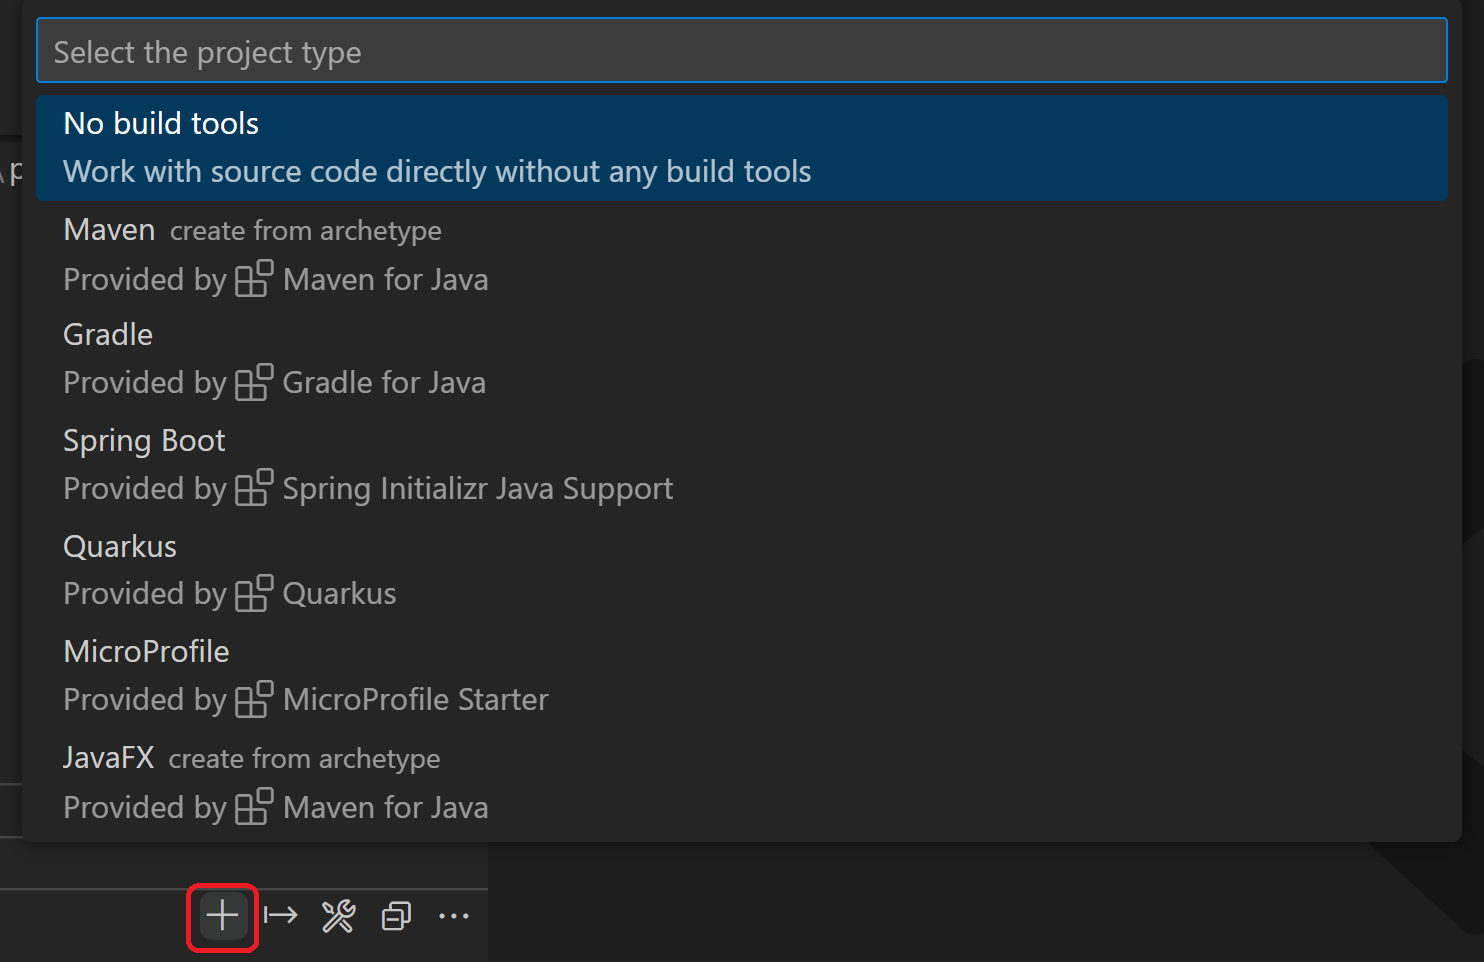 Select the project type
No build tools
Work with source code directly without any build tools
Maven create from archetype
Provided by Maven for Java
Gradle
Provided by Gradle for Java
Spring Boot
Provided by Spring Initializr Java Support
Quarkus
Provided by Quarkus
MicroProfile
Provided by MicroProfile Starter
JavaFX create from archetype
Provided by Maven for Java